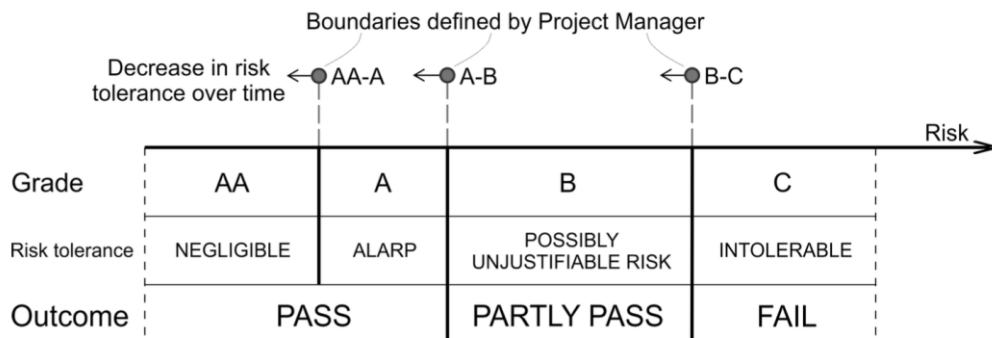 Boundaries defined by Project Manager
Decrease in risk
tolerance over time
AA-A
A-B
B-C
Risk
Grade
AA
A
B
C
Risk tolerance
NEGLIGIBLE
ALARP
POSSIBLY
UNJUSTIFIABLE RISK
INTOLERABLE
Outcome
PASS
PARTLY PASS
FAIL